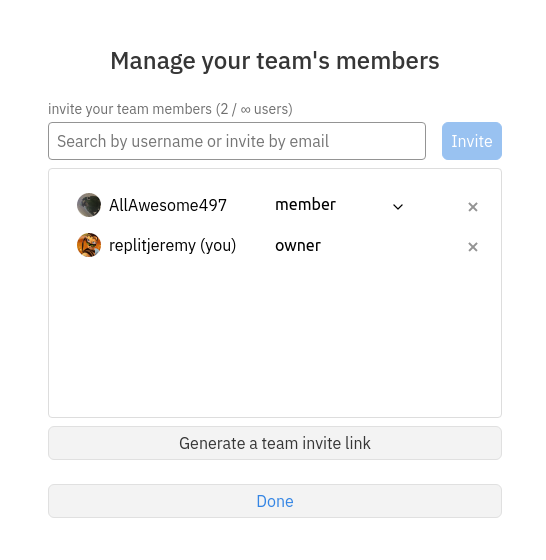 Manage your team's members
invite your team members (2 / ∞ users)
Search by username or invite by email Invite
AllAwesome497 member
replitjeremy (you) owner
Generate a team invite link
Done